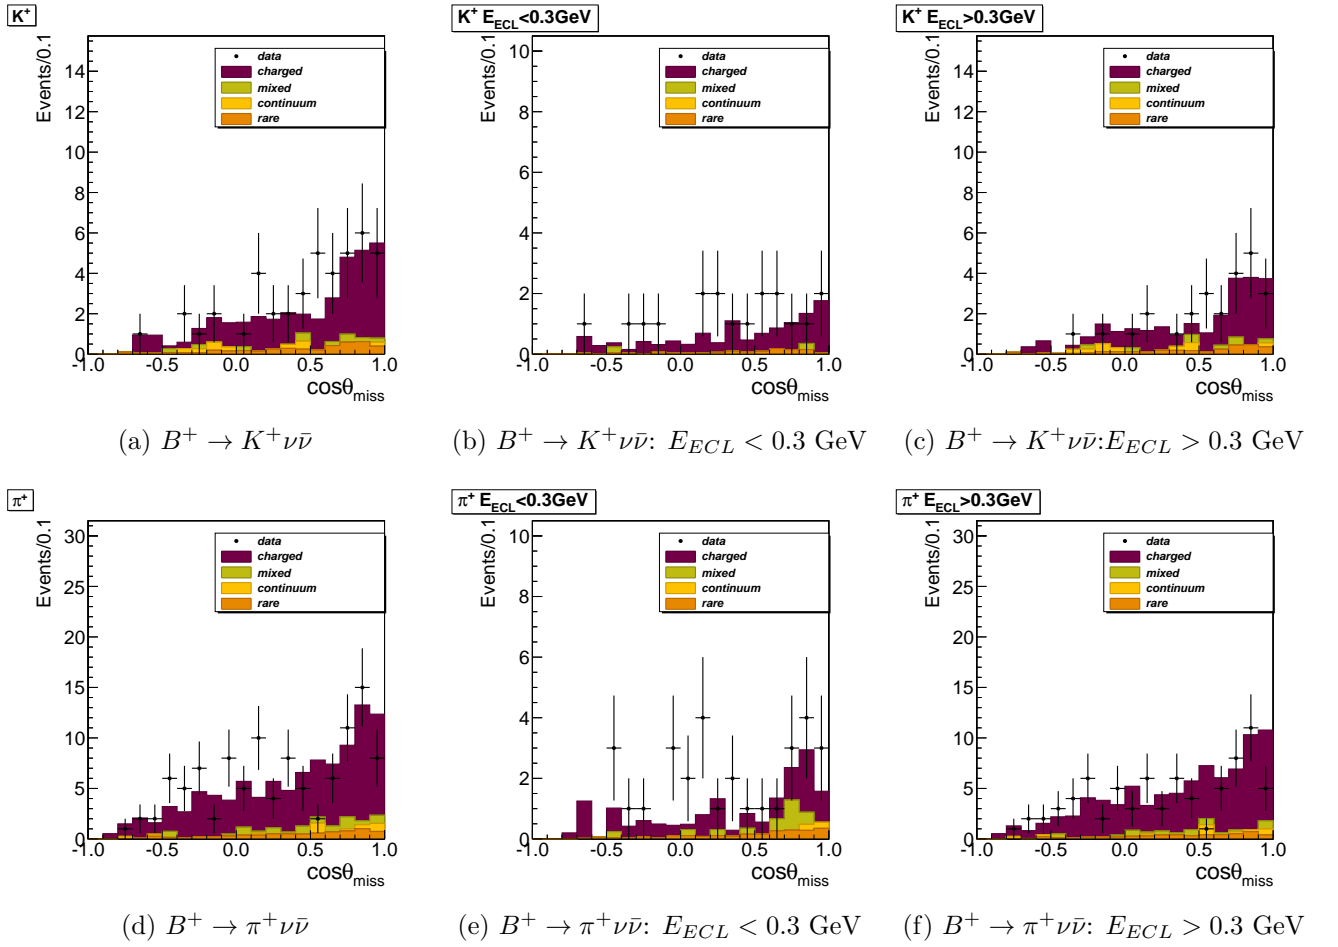 K+
Events/0.1
14
12
10
8
6
4
2
0
data
charged
mixed
continuum
rare
-1.0 -0.5 0.0 0.5 1.0
cosθmiss
(a) B+ → K+νν̄
K+ EECL<0.3GeV
Events/0.1
10
8
6
4
2
0
data
charged
mixed
continuum
rare
-1.0 -0.5 0.0 0.5 1.0
cosθmiss
(b) B+ → K+νν̄: EECL < 0.3 GeV
K+ EECL>0.3GeV
Events/0.1
14
12
10
8
6
4
2
0
data
charged
mixed
continuum
rare
-1.0 -0.5 0.0 0.5 1.0
cosθmiss
(c) B+ → K+νν̄:EECL > 0.3 GeV
π+
Events/0.1
30
25
20
15
10
5
0
data
charged
mixed
continuum
rare
-1.0 -0.5 0.0 0.5 1.0
cosθmiss
(d) B+ → π+νν̄
π+ EECL<0.3GeV
Events/0.1
10
8
6
4
2
0
data
charged
mixed
continuum
rare
-1.0 -0.5 0.0 0.5 1.0
cosθmiss
(e) B+ → π+νν̄: EECL < 0.3 GeV
π+ EECL>0.3GeV
Events/0.1
30
25
20
15
10
5
0
data
charged
mixed
continuum
rare
-1.0 -0.5 0.0 0.5 1.0
cosθmiss
(f) B+ → π+νν̄: EECL > 0.3 GeV